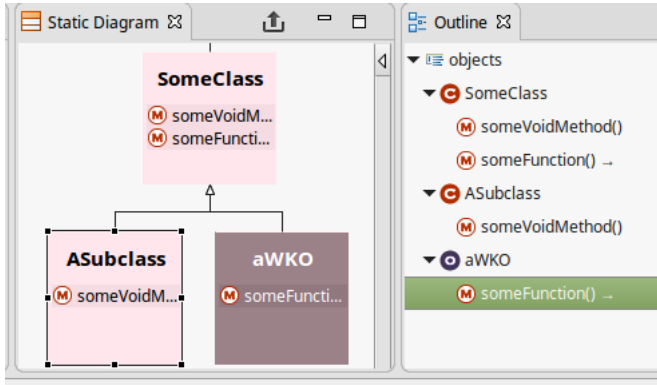 Static Diagram
SomeClass
M someVoidM...
M someFuncti...
ASubclass
M someVoidM...
aWKO
M someFuncti...
Outline
objects
C SomeClass
M someVoidMethod()
M someFunction() →
C ASubclass
M someVoidMethod()
O aWKO
M someFunction() →